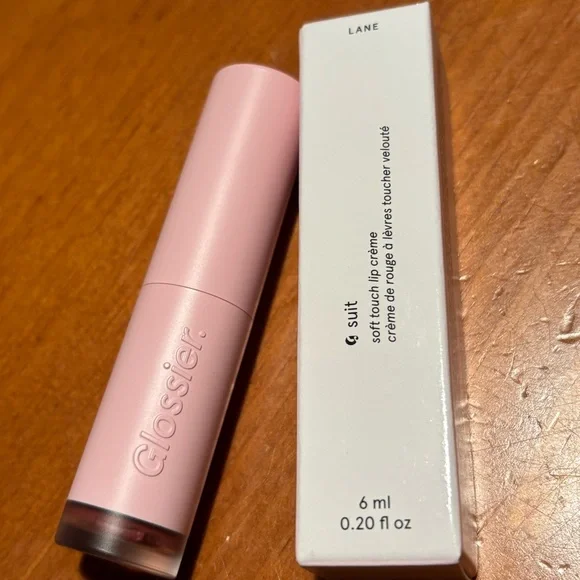 Glossier.
LANE
suit
soft touch lip crème
crème de rouge à lèvres toucher velouté
6 ml
0.20 fl oz